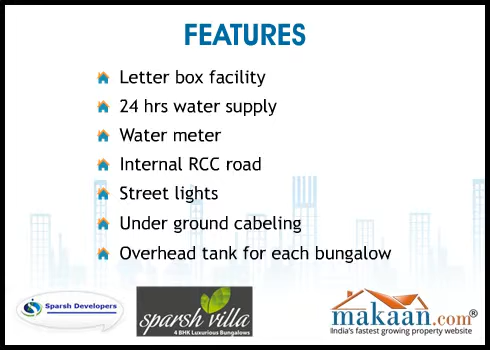 FEATURES
Letter box facility
24 hrs water supply
Water meter
Internal RCC road
Street lights
Under ground cabeling
Overhead tank for each bungalow
Sparsh Developers
sparsh villa
4 BHK Luxurious Bungalows
makaan.com®
India's fastest growing property website